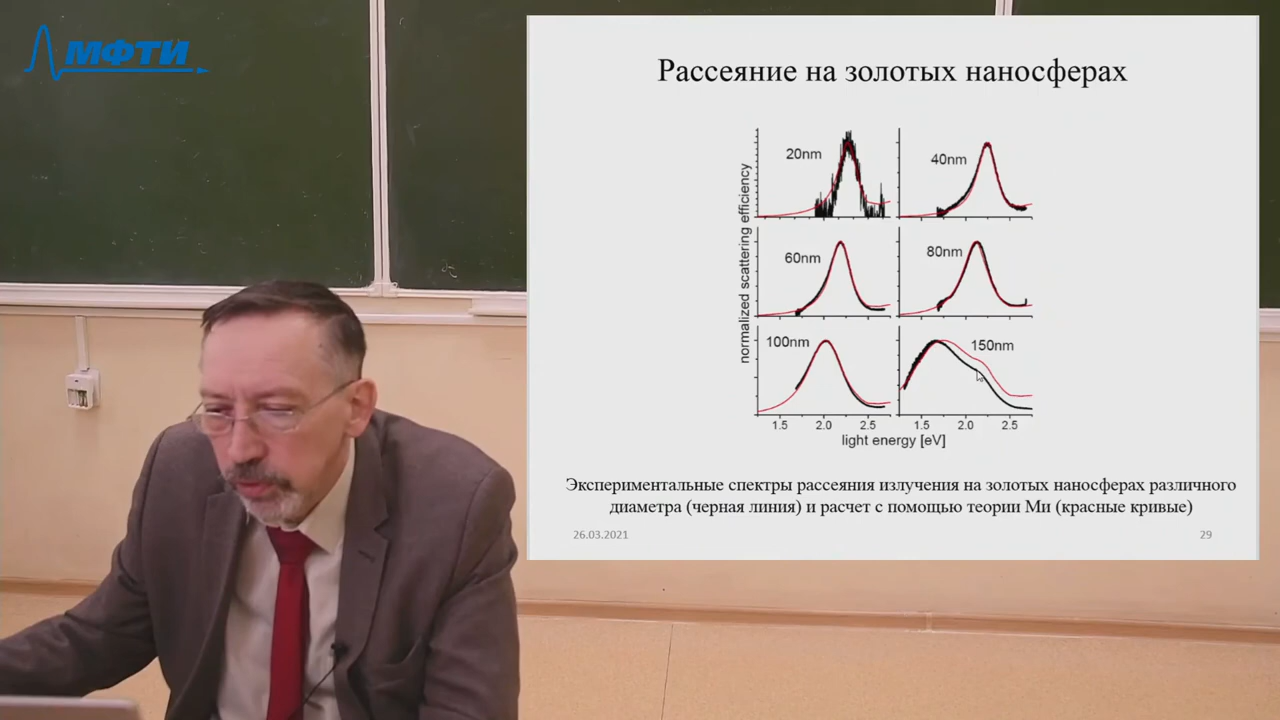 МФТИ
Рассеяние на золотых наносферах
20nm
40nm
60nm
80nm
100nm
150nm
normalized scattering efficiency
1.5 2.0 2.5 1.5 2.0 2.5
light energy [eV]
Экспериментальные спектры рассеяния излучения на золотых наносферах различного
диаметра (черная линия) и расчет с помощью теории Ми (красные кривые)
26.03.2021
29